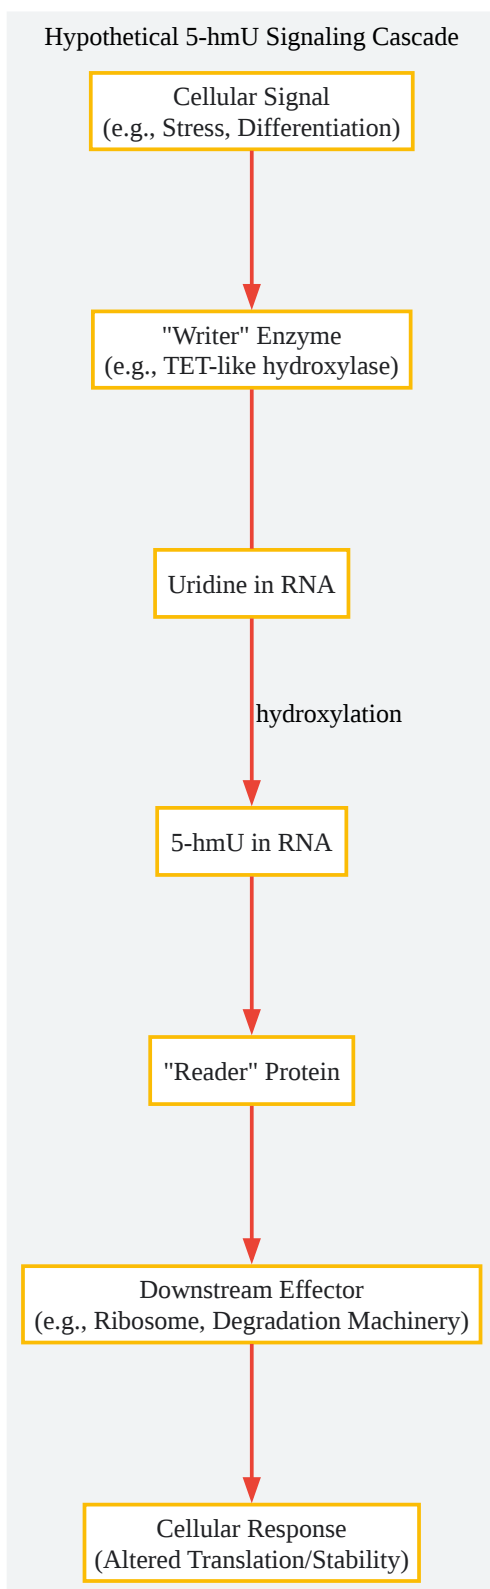 Hypothetical 5-hmU Signaling Cascade
Cellular Signal
(e.g., Stress, Differentiation)
"Writer" Enzyme
(e.g., TET-like hydroxylase)
Uridine in RNA
hydroxylation
5-hmU in RNA
"Reader" Protein
Downstream Effector
(e.g., Ribosome, Degradation Machinery)
Cellular Response
(Altered Translation/Stability)